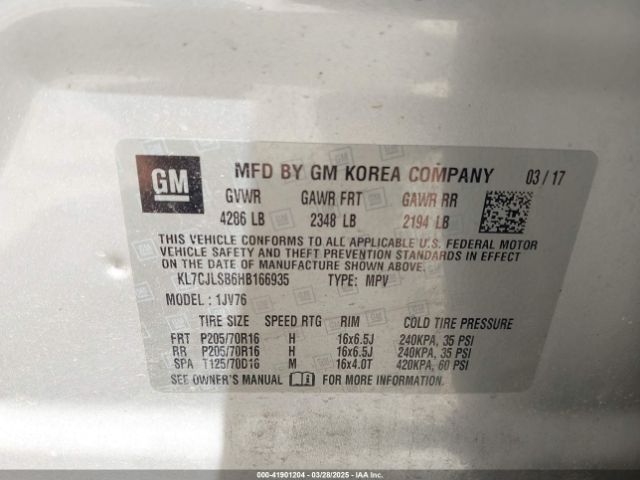 GM
MFD BY GM KOREA COMPANY 03/17
GVWR GAWR FRT GAWR RR
4286 LB 2348 LB 2194 LB
THIS VEHICLE CONFORMS TO ALL APPLICABLE U.S. FEDERAL MOTOR
VEHICLE SAFETY AND THEFT PREVENTION STANDARDS IN EFFECT
ON THE DATE OF MANUFACTURE SHOWN ABOVE.
KL7CJLSB6HB166935 TYPE: MPV
MODEL: 1JV76
TIRE SIZE SPEED RTG RIM COLD TIRE PRESSURE
FRT P205/70R16 H 16x6.5J 240KPA, 35 PSI
RR P205/70R16 H 16x6.5J 240KPA, 35 PSI
SPA T125/70D16 M 16x4.0T 420KPA, 60 PSI
SEE OWNER'S MANUAL FOR MORE INFORMATION.
000-41901204 - 03/28/2025 - IAAI.COM